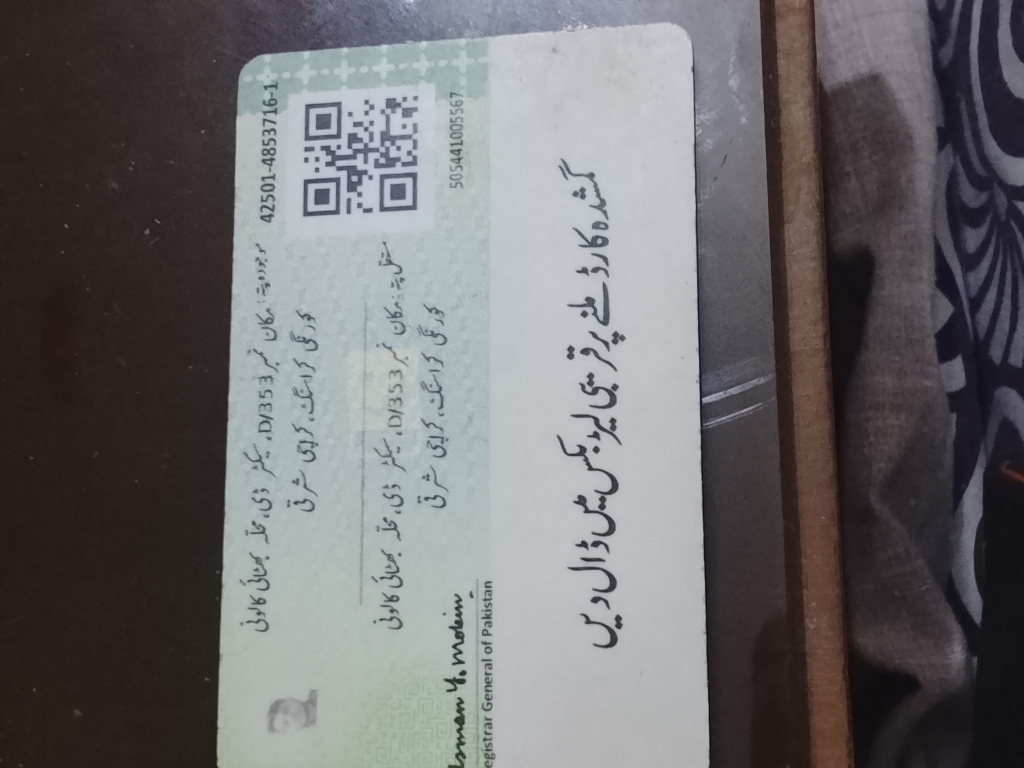 42501-4853716-1
موجودہ پتہ: مکان نمبر D/353، سیکٹر ڈی، محلہ بھٹائی کالونی
کورنگی کراسنگ، کراچی شرقی
مستقل پتہ: مکان نمبر D/353، سیکٹر ڈی، محلہ بھٹائی کالونی
کورنگی کراسنگ، کراچی شرقی
505441005567
egistrar General of Pakistan
گمشدہ کارڈ ملنے پر قریبی لیٹر بکس میں ڈال دیں